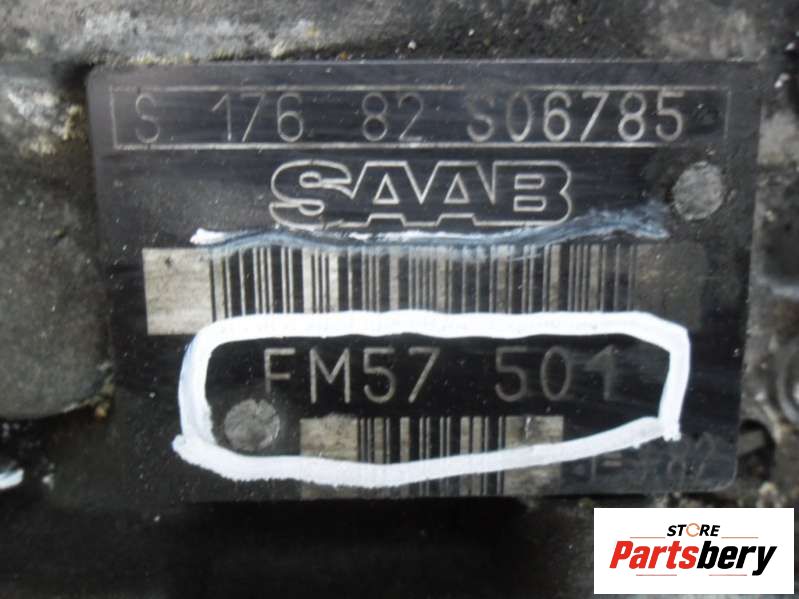 S 176 82 S06785
SAAB
FM57 501
STORE
Partsbery